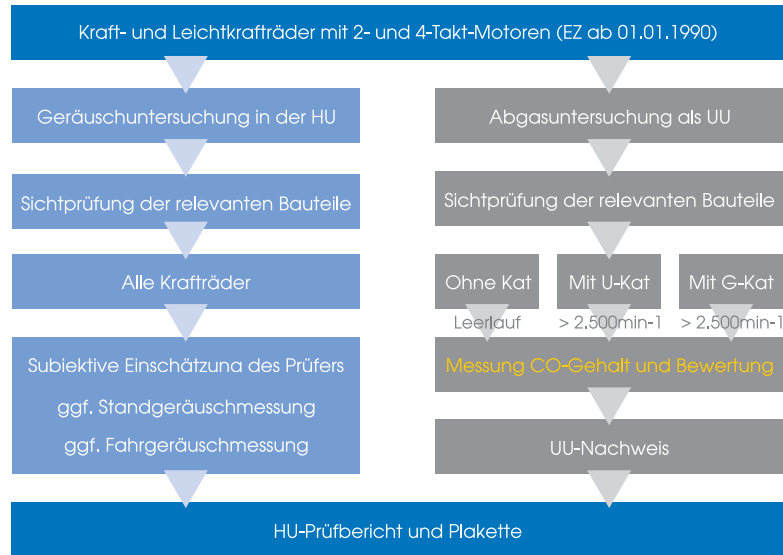 Kraft- und Leichtkrafträder mit 2- und 4-Takt-Motoren (EZ ab 01.01.1990)
Geräuschuntersuchung in der HU
Sichtprüfung der relevanten Bauteile
Alle Krafträder
Subiektive Einschätzuna des Prüfers
ggf. Standgeräuschmessung
ggf. Fahrgeräuschmessung
Abgasuntersuchung als UU
Sichtprüfung der relevanten Bauteile
Ohne Kat
Mit U-Kat
Mit G-Kat
Leerlauf
> 2.500min-1
> 2.500min-1
Messung CO-Gehalt und Bewertung
UU-Nachweis
HU-Prüfbericht und Plakette